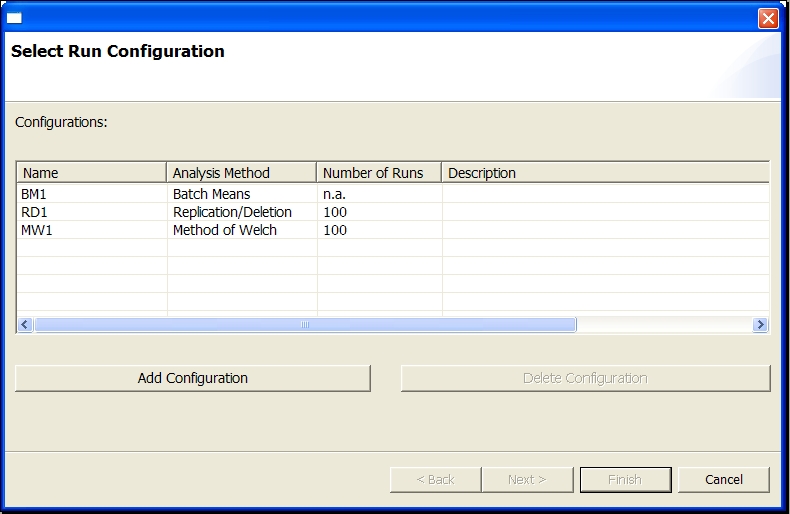 Select Run Configuration
Configurations:
Name Analysis Method Number of Runs Description
BM1 Batch Means n.a.
RD1 Replication/Deletion 100
MW1 Method of Welch 100
Add Configuration Delete Configuration
< Back Next > Finish Cancel